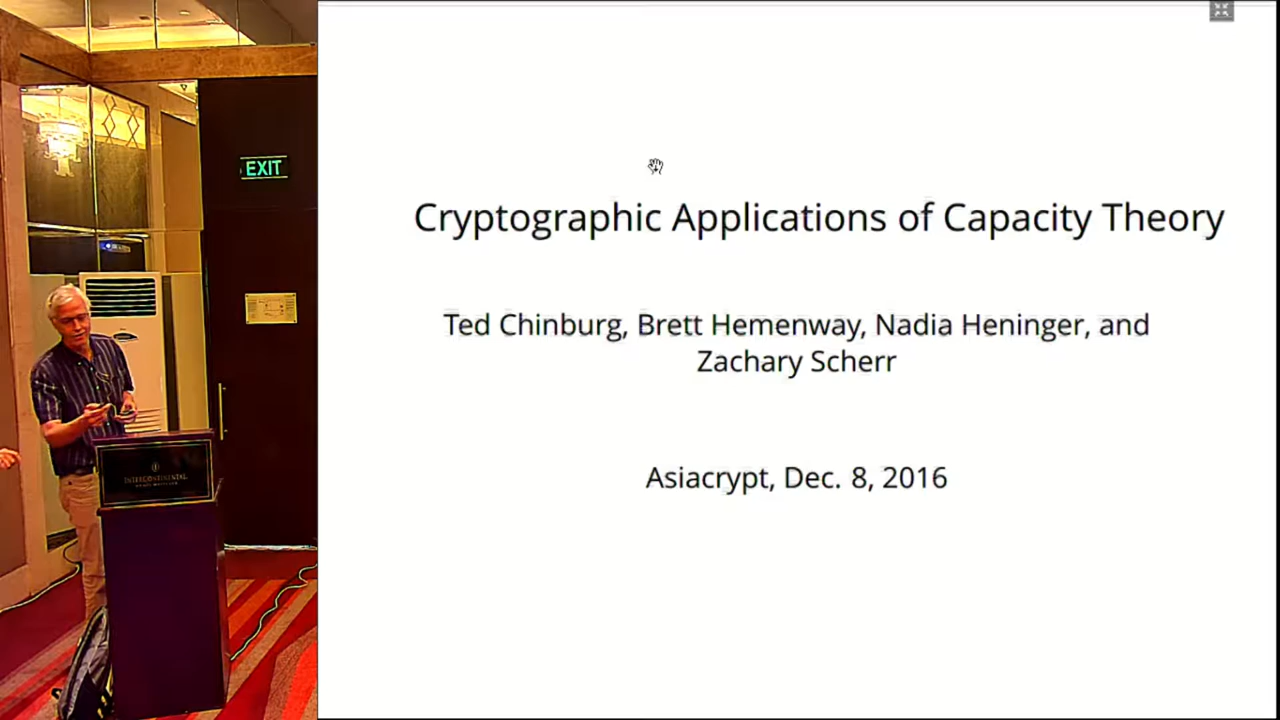 EXIT
INTERCONTINENTAL
Cryptographic Applications of Capacity Theory
Ted Chinburg, Brett Hemenway, Nadia Heninger, and
Zachary Scherr
Asiacrypt, Dec. 8, 2016